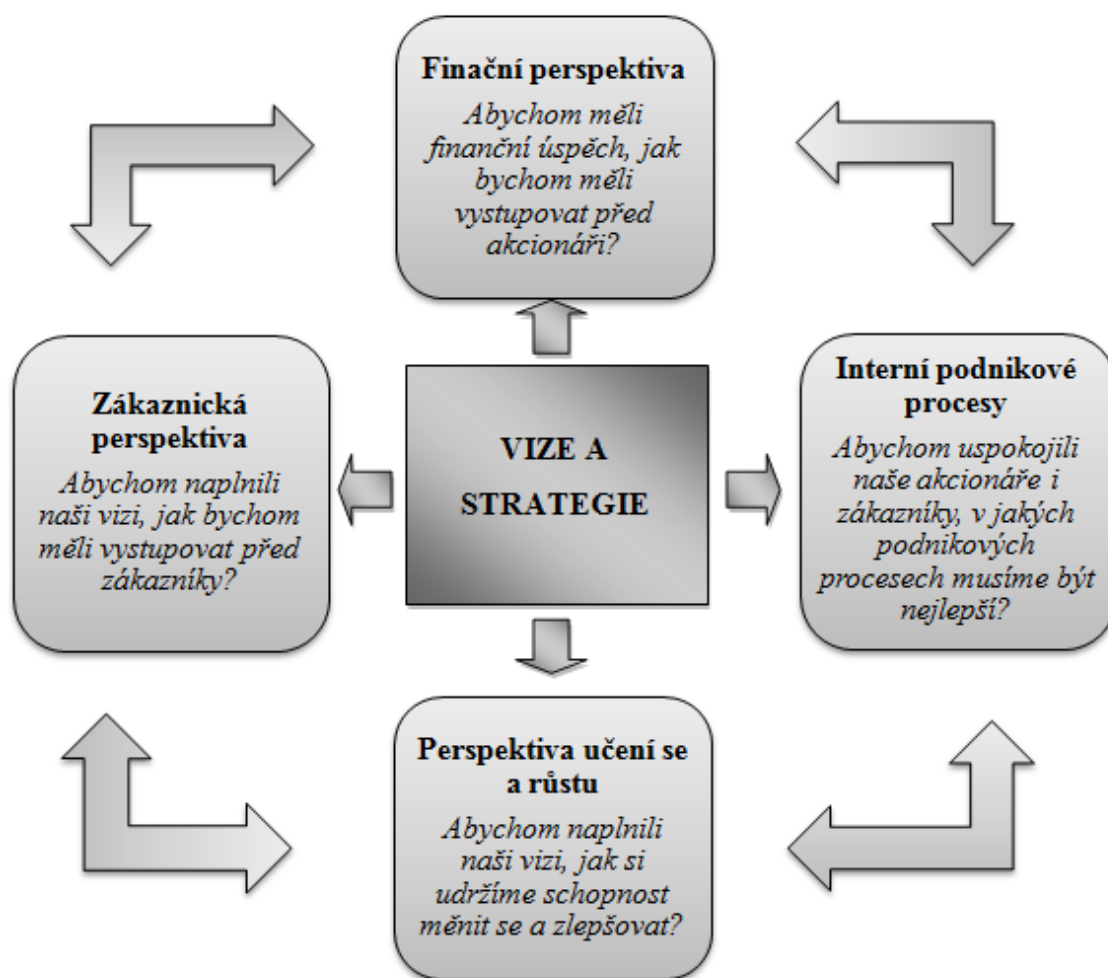 Finační perspektiva
Abychom měli
finanční úspěch, jak
bychom měli
vystupovat před
akcionáři?
Zákaznická
perspektiva
Abychom naplnili
naši vizi, jak bychom
měli vystupovat před
zákazníky?
VIZE A
STRATEGIE
Interní podnikové
procesy
Abychom uspokojili
naše akcionáře i
zákazníky, v jakých
podnikových
procesech musíme být
nejlepší?
Perspektiva učení se
a růstu
Abychom naplnili
naši vizi, jak si
udržíme schopnost
měnit se a zlepšovat?